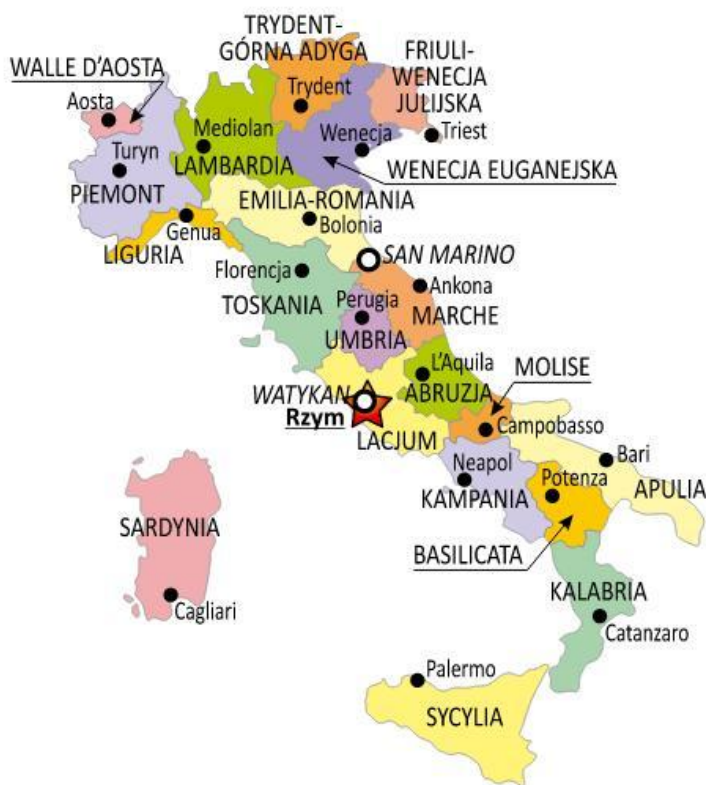 TRYDENT-
GÓRNA ADYGA
FRIULI-
WENECJA
JULIJSKA
WALLE D'AOSTA
Aosta
Trydent
Mediolan
Wenecja
Triest
Turyn
LAMBARDIA
WENECJA EUGANEJSKA
PIEMONT
EMILIA-ROMANIA
Bolonia
Genua
LIGURIA
SAN MARINO
Florencja
Ankona
TOSKANIA
Perugia
MARCHE
UMBRIA
L'Aquila
MOLISE
WATYKAN
ABRUZJA
Rzym
LACJUM
Campobasso
Neapol
Bari
Potenza
KAMPANIA
APULIA
SARDYNIA
BASILICATA
KALABRIA
Cagliari
Catanzaro
Palermo
SYCYLIA